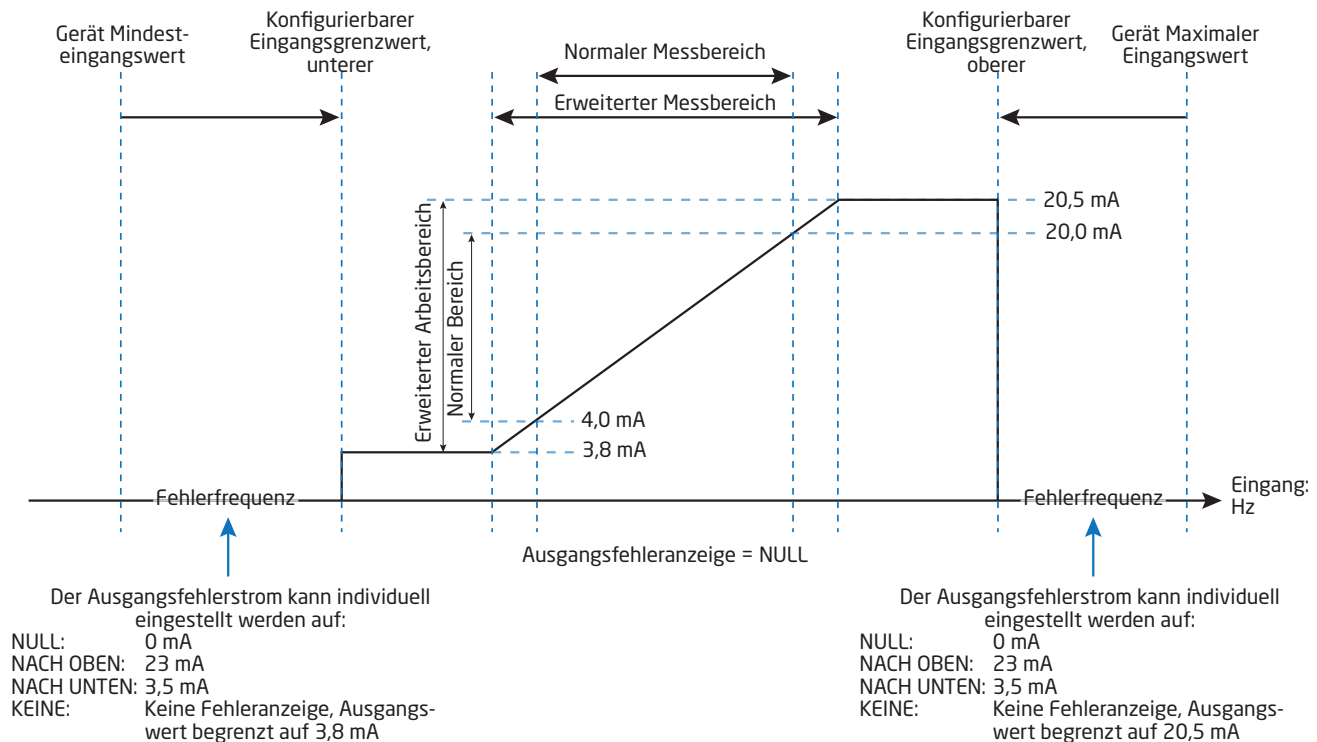 Gerät Mindest-
eingangswert
Konfigurierbarer
Eingangsgrenzwert,
unterer
Normaler Messbereich
Erweiterter Messbereich
Konfigurierbarer
Eingangsgrenzwert,
oberer
Gerät Maximaler
Eingangswert
Erweiterter Arbeitsbereich
Normaler Bereich
20,5 mA
20,0 mA
4,0 mA
3,8 mA
Fehlerfrequenz
Fehlerfrequenz
Eingang:
Hz
Ausgangsfehleranzeige = NULL
Der Ausgangsfehlerstrom kann individuell
eingestellt werden auf:
NULL: 0 mA
NACH OBEN: 23 mA
NACH UNTEN: 3,5 mA
KEINE: Keine Fehleranzeige, Ausgangs-
wert begrenzt auf 3,8 mA
Der Ausgangsfehlerstrom kann individuell
eingestellt werden auf:
NULL: 0 mA
NACH OBEN: 23 mA
NACH UNTEN: 3,5 mA
KEINE: Keine Fehleranzeige, Ausgangs-
wert begrenzt auf 20,5 mA